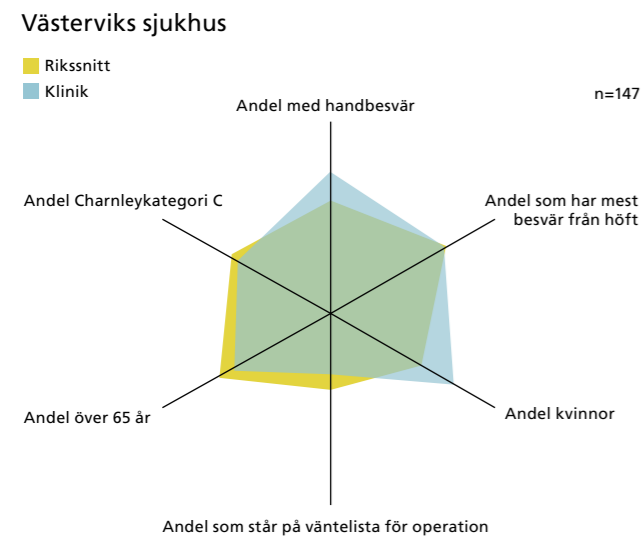 Västerviks sjukhus
Rikssnitt
Klinik
n=147
Andel med handbesvär
Andel Charnleykategori C
Andel som har mest
besvär från höft
Andel över 65 år
Andel kvinnor
Andel som står på väntelista för operation